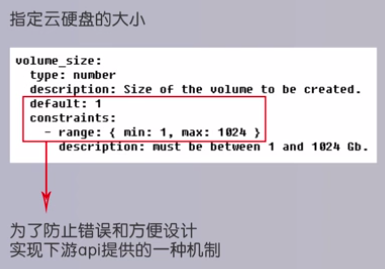 指定云硬盘的大小
volume_size:
type: number
description: Size of the volume to be created.
default: 1
constraints:
- range: { min: 1, max: 1024 }
description: must be between 1 and 1024 Gb.
为了防止错误和方便设计
实现下游api提供的一种机制